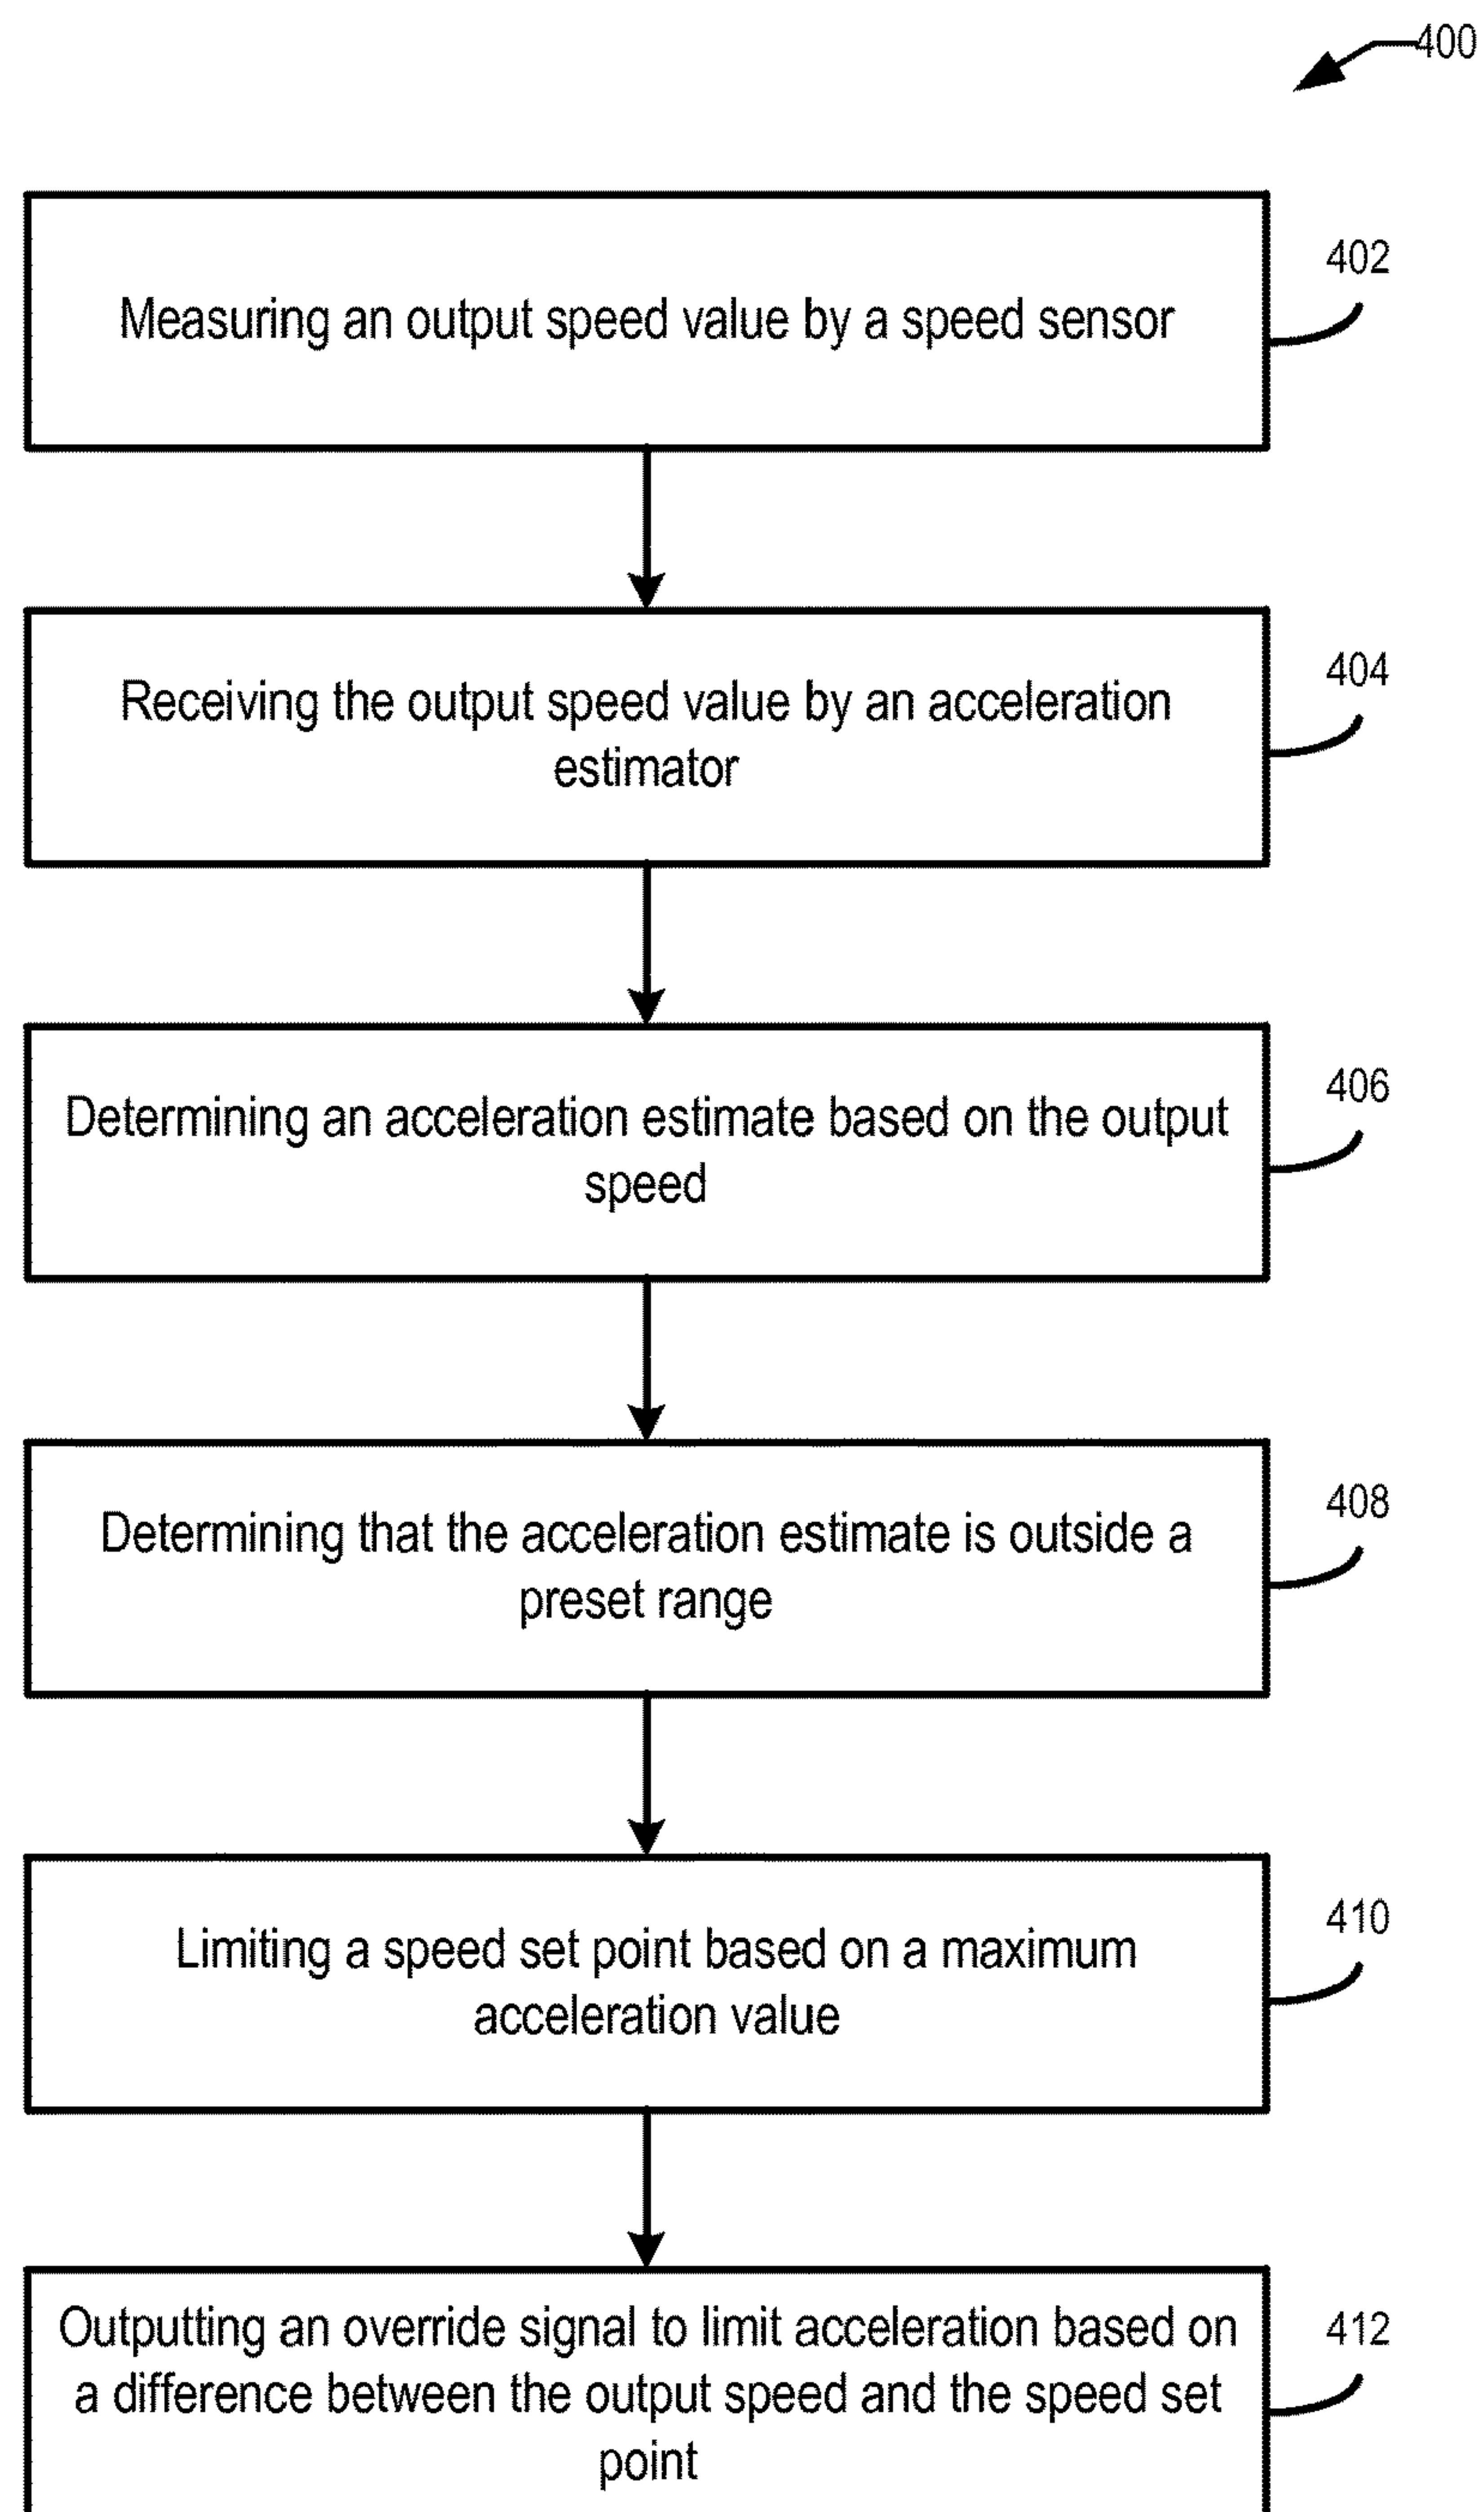 400
Measuring an output speed value by a speed sensor
402
Receiving the output speed value by an acceleration
estimator
404
Determining an acceleration estimate based on the output
speed
406
Determining that the acceleration estimate is outside a
preset range
408
Limiting a speed set point based on a maximum
acceleration value
410
Outputting an override signal to limit acceleration based on
a difference between the output speed and the speed set
point
412